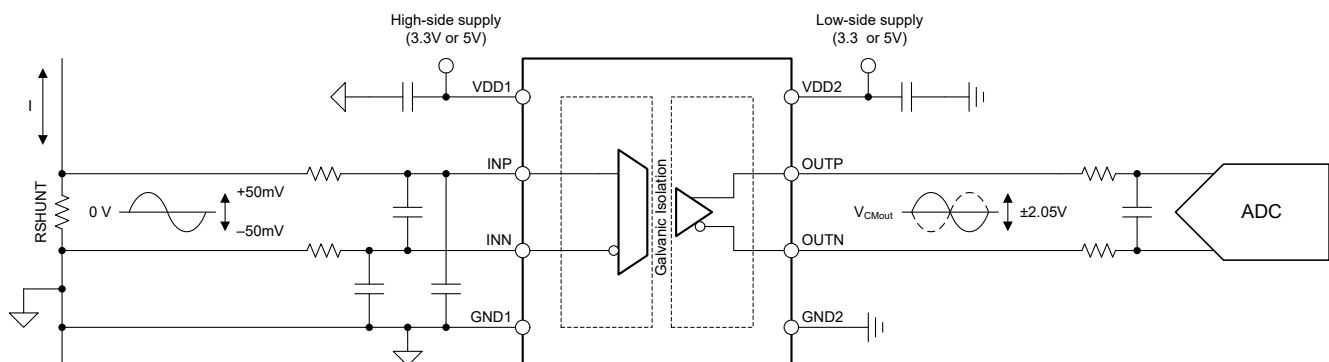 High-side supply
(3.3V or 5V)
Low-side supply
(3.3 or 5V)
VDD1
VDD2
I
INP
OUTP
RSHUNT
0 V
+50mV
–50mV
Galvanic Isolation
VCMout
±2.05V
ADC
INN
OUTN
GND1
GND2